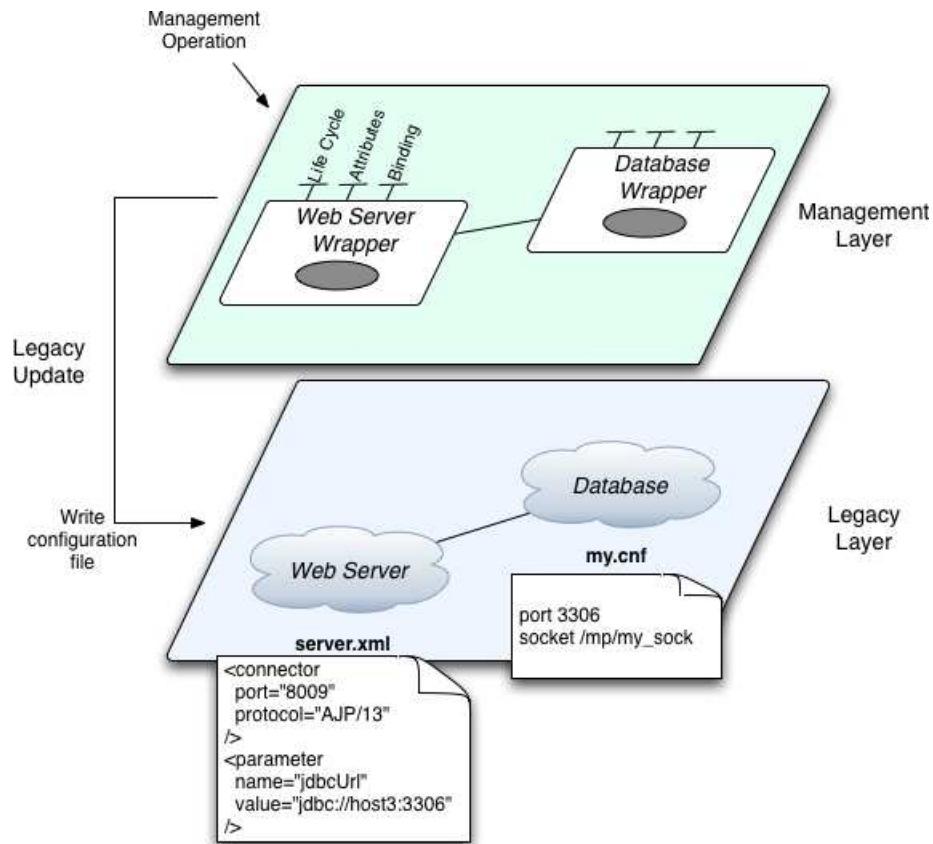 Management
Operation
Life Cycle
Attributes
Binding
Web Server
Wrapper
Database
Wrapper
Management
Layer
Legacy
Update
Write
configuration
file
Database
Web Server
Legacy
Layer
my.cnf
port 3306
socket /mp/my_sock
server.xml
<connector
port="8009"
protocol="AJP/13"
/>
<parameter
name="jdbcUrl"
value="jdbc://host3:3306"
/>